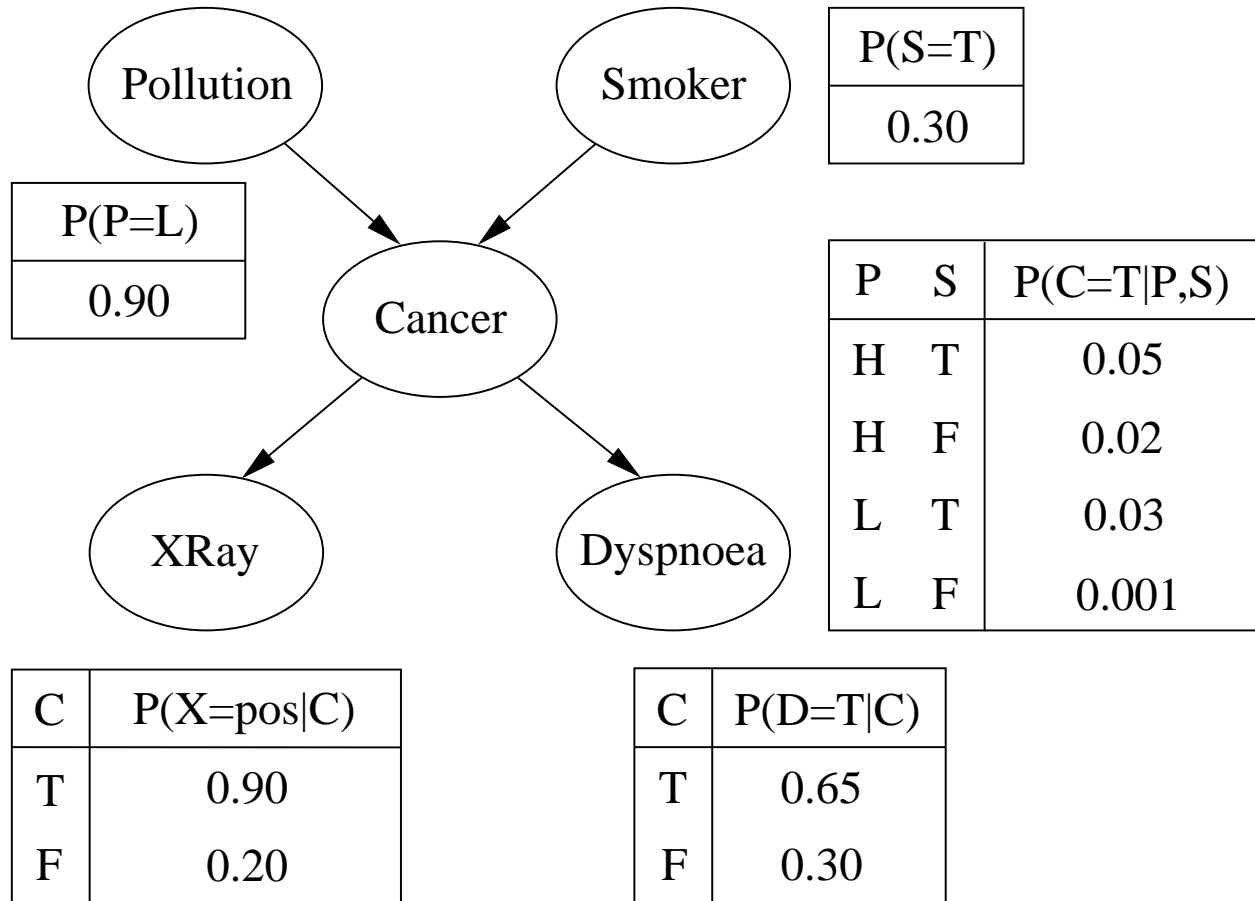 Pollution
Smoker
P(S=T)
0.30
P(P=L)
0.90
Cancer
P S P(C=T|P,S)
H T 0.05
H F 0.02
L T 0.03
L F 0.001
XRay
Dyspnoea
C P(X=pos|C)
T 0.90
F 0.20
C P(D=T|C)
T 0.65
F 0.30